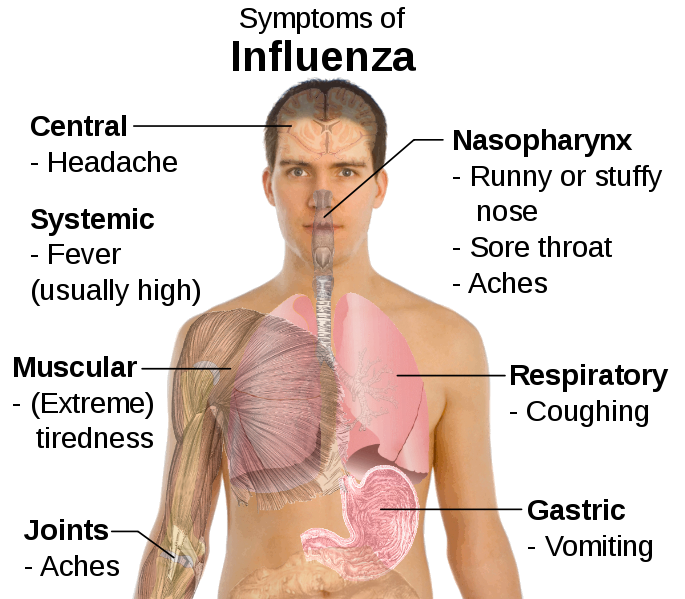 Symptoms of
Influenza
Central
- Headache
Systemic
- Fever
(usually high)
Muscular
- (Extreme)
tiredness
Joints
- Aches
Nasopharynx
- Runny or stuffy
nose
- Sore throat
- Aches
Respiratory
- Coughing
Gastric
- Vomiting